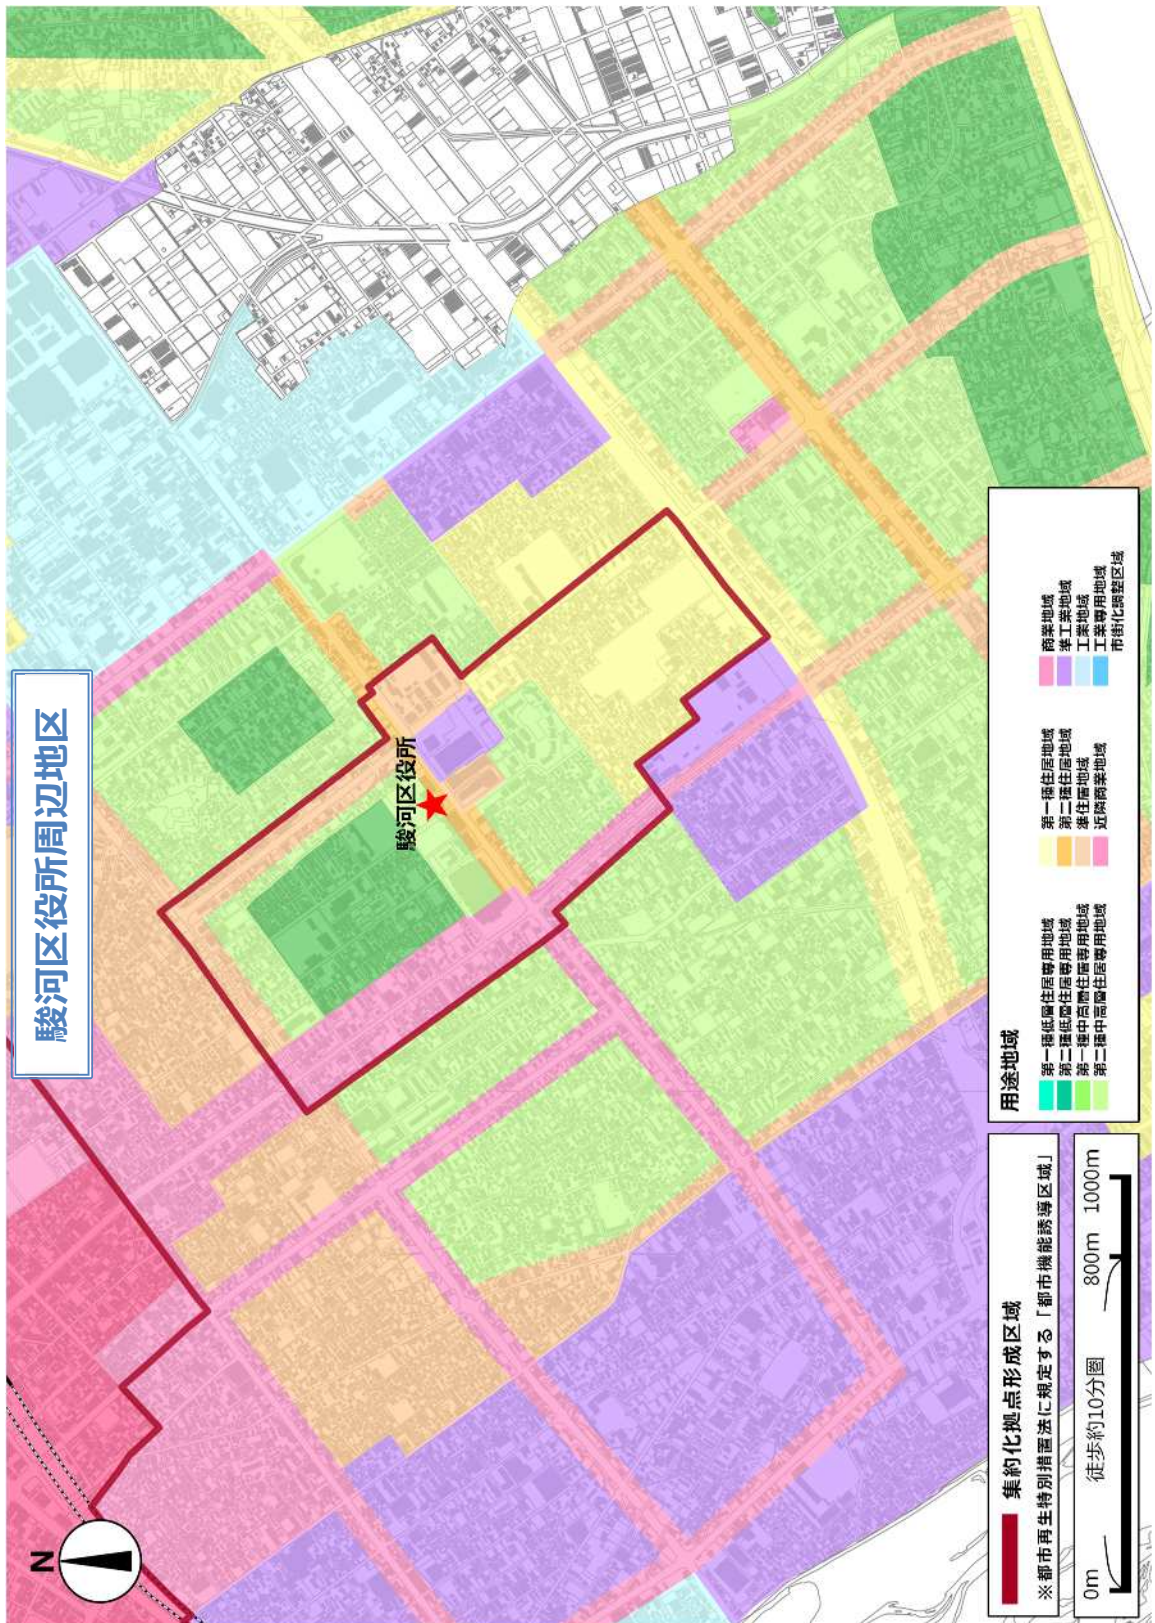 駿河区役所周辺地区
N
駿河区役所
集約化拠点形成区域
※都市再生特別措置法に規定する「都市機能誘導区域」
0m
徒歩約10分圏
800m
1000m
用途地域
第一種低層住居専用地域
第二種低層住居専用地域
第一種中高層住居専用地域
第二種中高層住居専用地域
第一種住居地域
第二種住居地域
準住居地域
近隣商業地域
商業地域
準工業地域
工業地域
工業専用地域
市街化調整区域